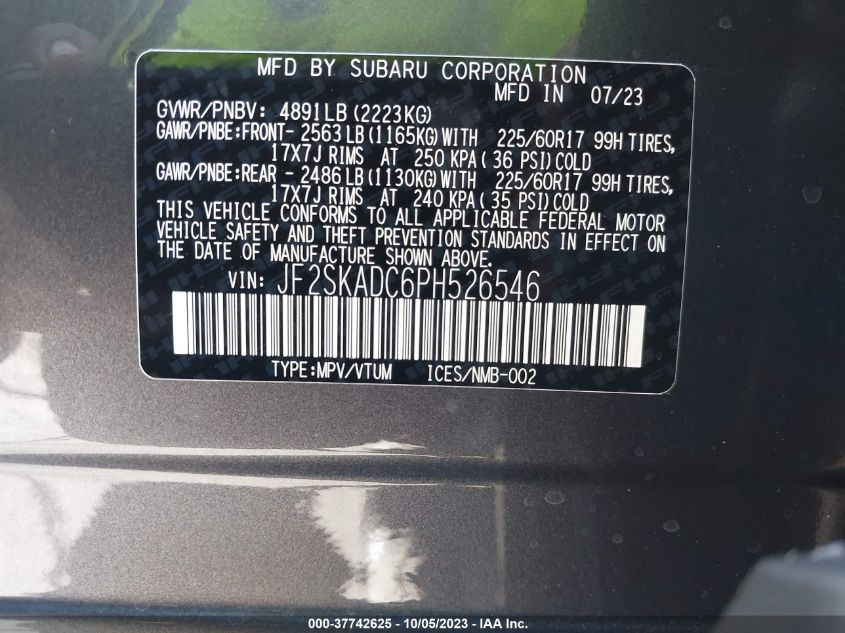 MFD BY SUBARU CORPORATION
MFD IN 07/23
GVWR/PNBV: 4891LB(2223KG)
GAWR/PNBE:FRONT- 2563LB(1165KG)WITH 225/60R17 99H TIRES,
17X7J RIMS AT 250 KPA( 36 PSI)COLD
GAWR/PNBE:REAR - 2486LB(1130KG)WITH 225/60R17 99H TIRES,
17X7J RIMS AT 240 KPA( 35 PSI)COLD
THIS VEHICLE CONFORMS TO ALL APPLICABLE FEDERAL MOTOR
VEHICLE SAFETY AND THEFT PREVENTION STANDARDS IN EFFECT ON
THE DATE OF MANUFACTURE SHOWN ABOVE.
VIN: JF2SKADC6PH526546
TYPE:MPV/VTUM ICES/NMB-002
000-37742625 - 10/05/2023 - IAA Inc.